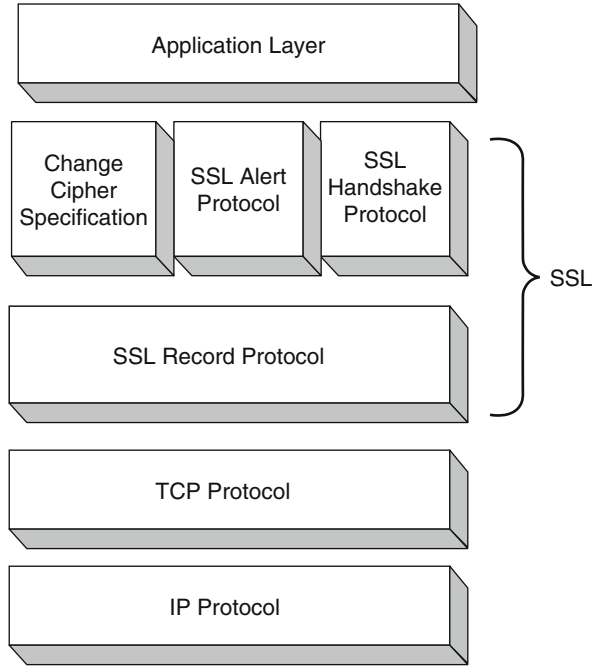 Application Layer
Change
Cipher
Specification
SSL Alert
Protocol
SSL
Handshake
Protocol
SSL
SSL Record Protocol
TCP Protocol
IP Protocol